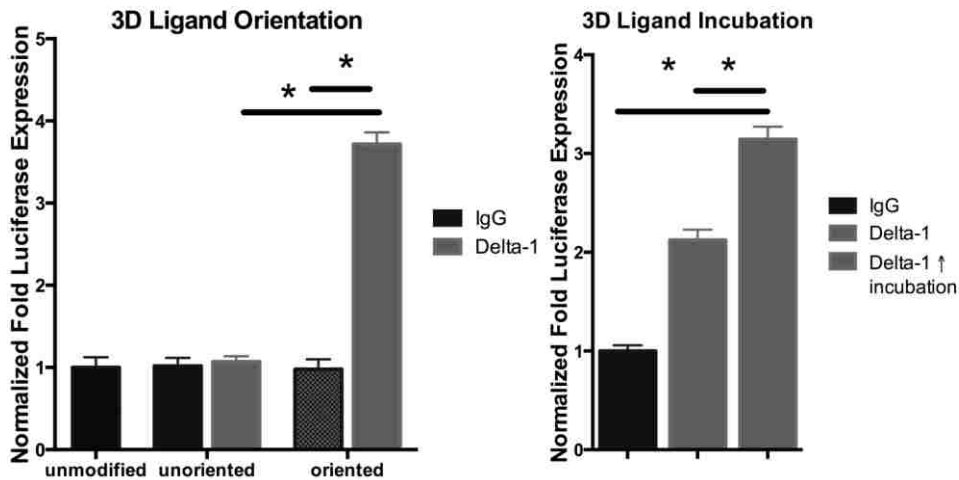 3D Ligand Orientation
Normalized Fold Luciferase Expression
5
4
3
2
1
0
* *
unmodified unoriented oriented
IgG
Delta-1
3D Ligand Incubation
Normalized Fold Luciferase Expression
4
3
2
1
0
* *
IgG
Delta-1
Delta-1 ↑
incubation